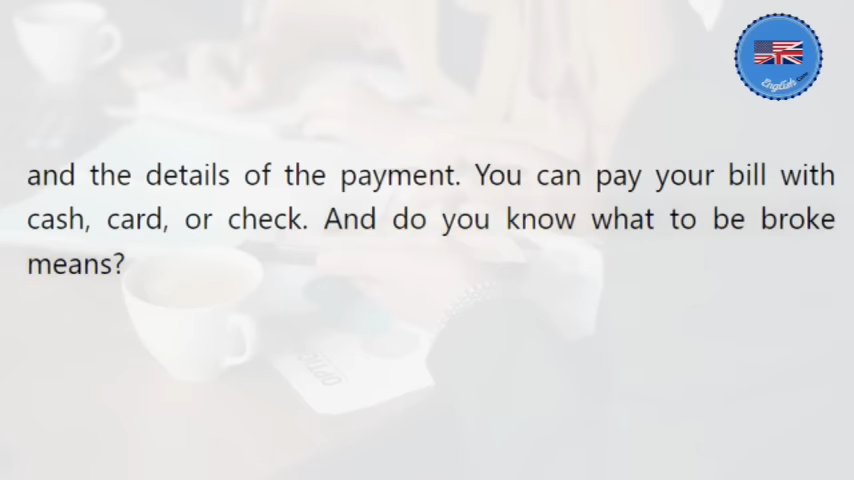 and the details of the payment. You can pay your bill with
cash, card, or check. And do you know what to be broke
means?
English